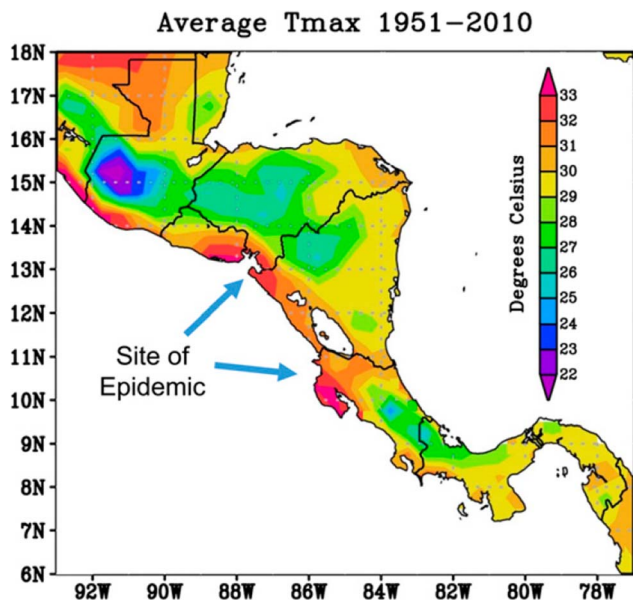 Average Tmax 1951-2010
18N
17N
16N
15N
14N
13N
12N
11N
10N
9N
8N
7N
6N
92W 90W 88W 86W 84W 82W 80W 78W
Site of
Epidemic
Degrees Celsius
33
32
31
30
29
28
27
26
25
24
23
22